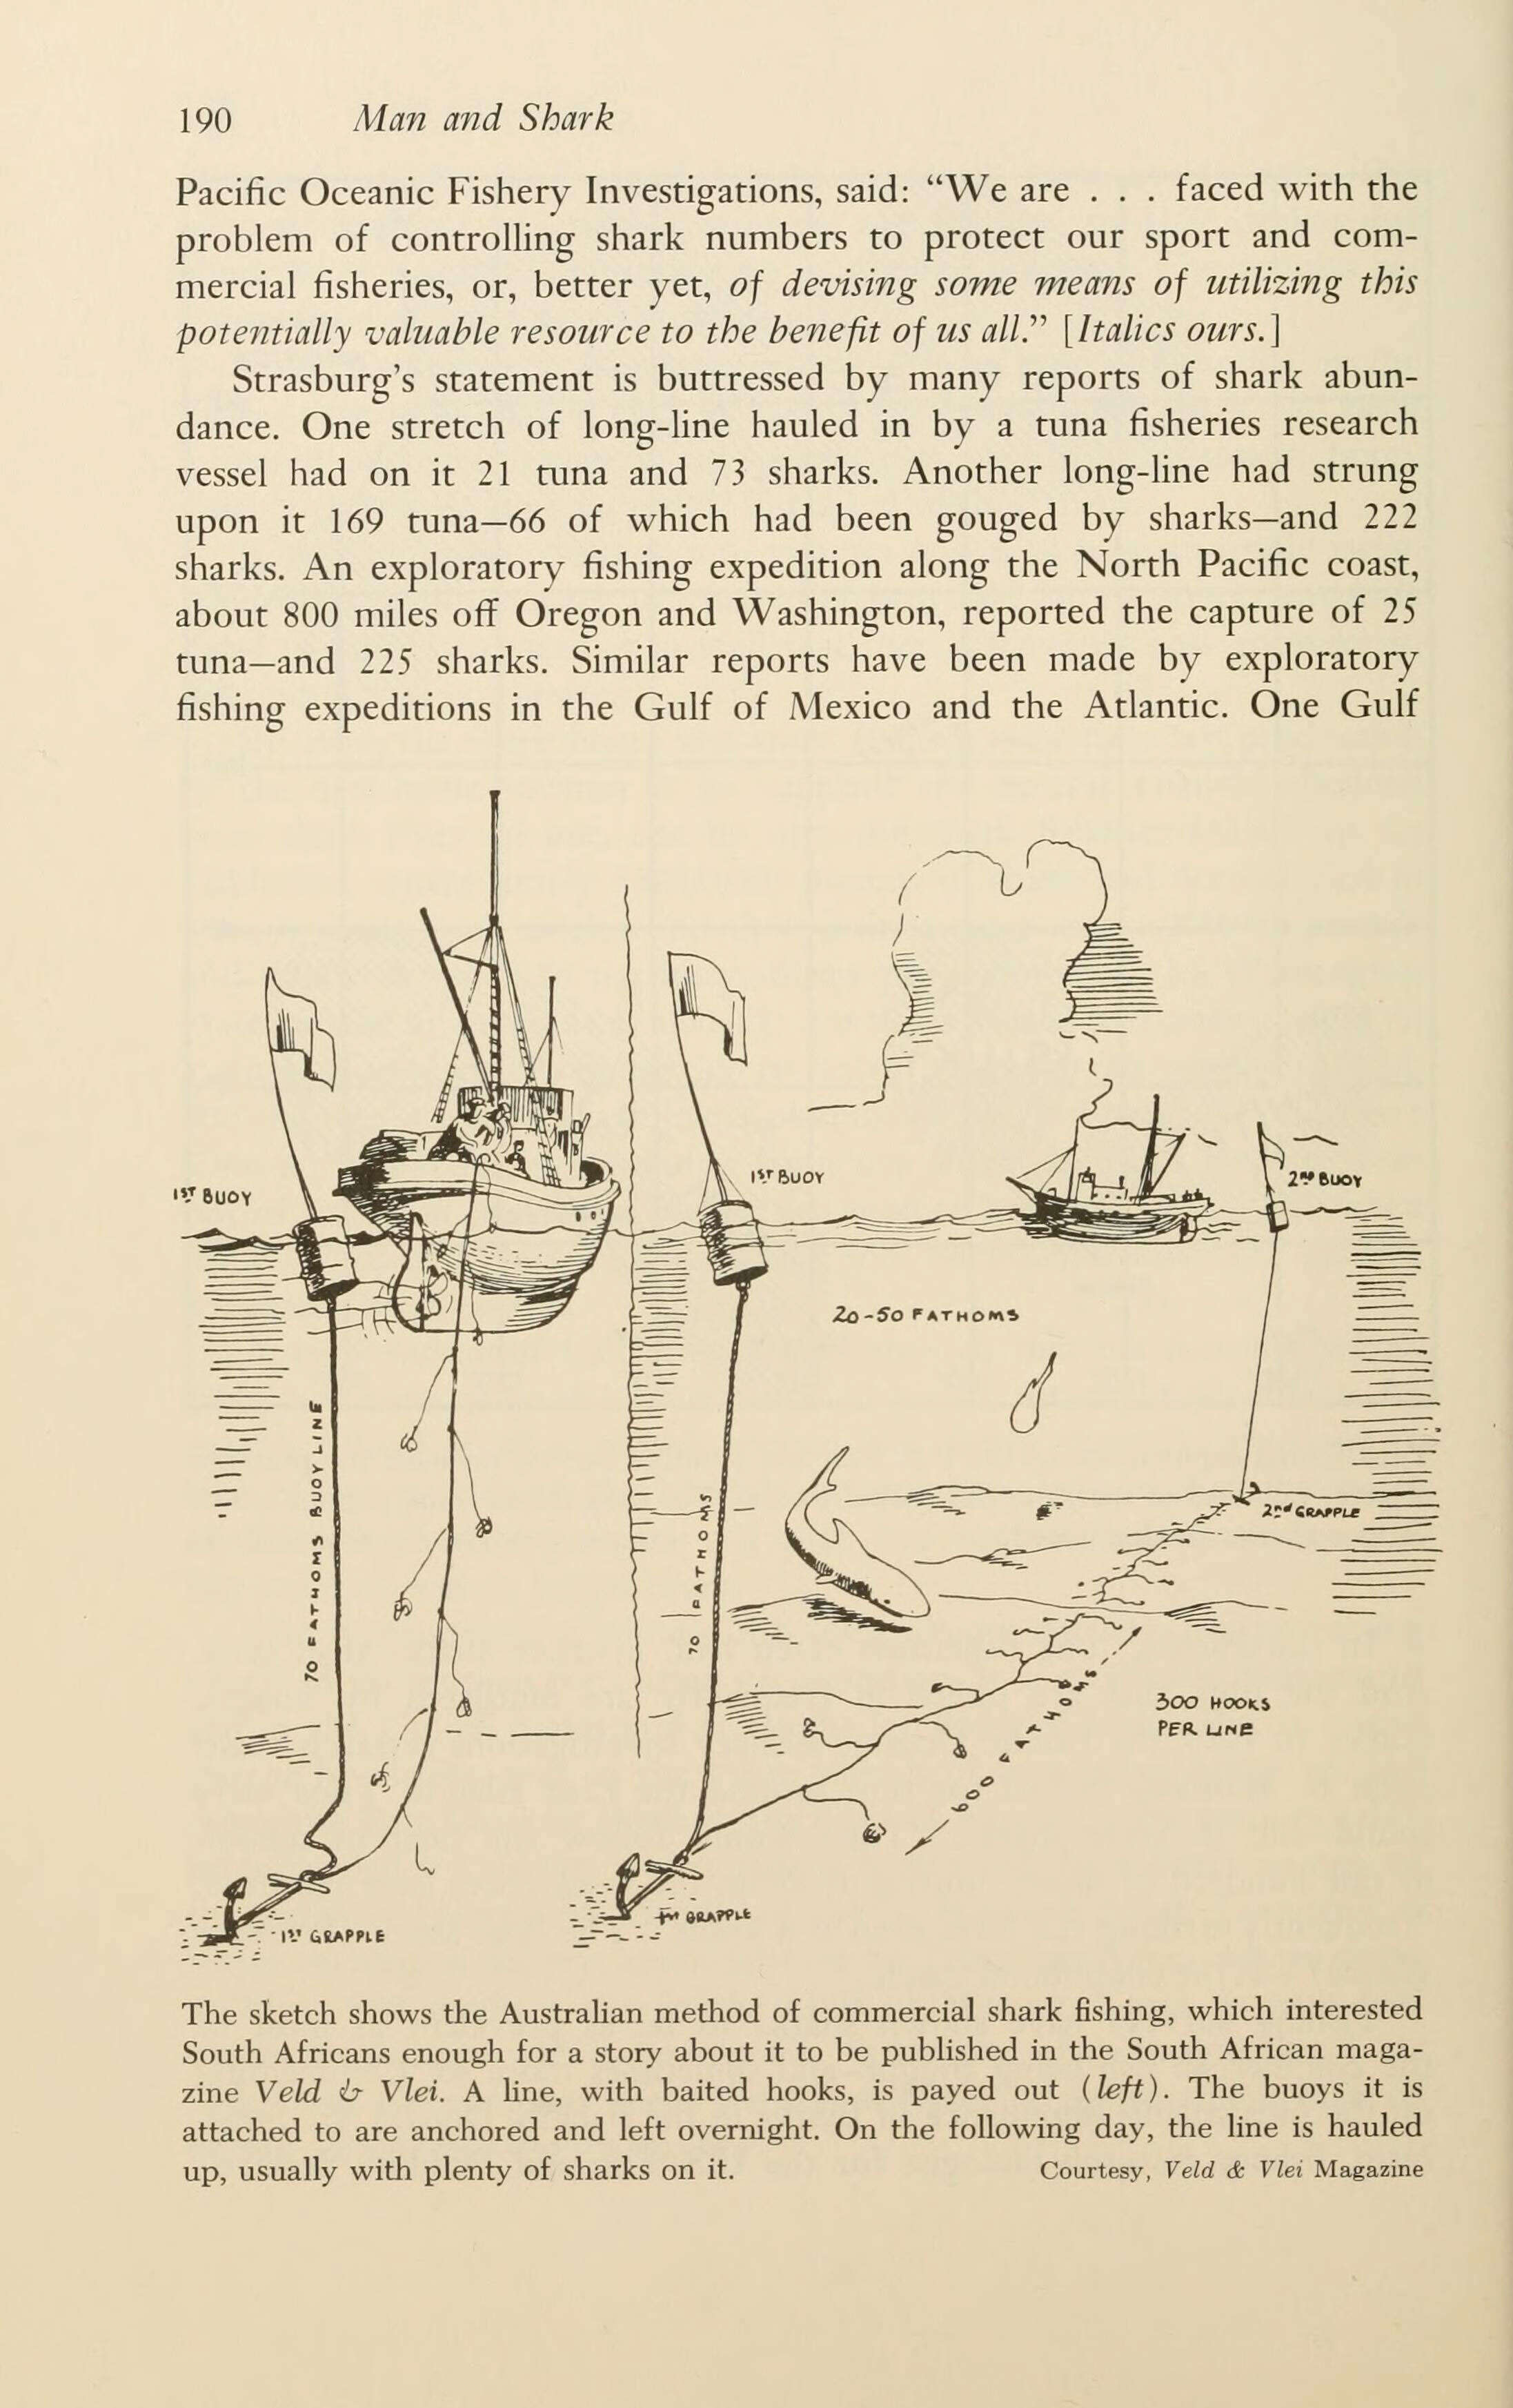 190 Man and Shark
Pacific Oceanic Fishery Investigations, said: “We are . . . faced with the
problem of controlling shark numbers to protect our sport and com-
mercial fisheries, or, better yet, of devising some means of utilizing this
potentially valuable resource to the benefit of us all.” [Italics ours.]
Strasburg’s statement is buttressed by many reports of shark abun-
dance. One stretch of long-line hauled in by a tuna fisheries research
vessel had on it 21 tuna and 73 sharks. Another long-line had strung
upon it 169 tuna—66 of which had been gouged by sharks—and 222
sharks. An exploratory fishing expedition along the North Pacific coast,
about 800 miles off Oregon and Washington, reported the capture of 25
tuna—and 225 sharks. Similar reports have been made by exploratory
fishing expeditions in the Gulf of Mexico and the Atlantic. One Gulf
1ST BUOY
1ST BUOY
2ND BUOY
20-50 FATHOMS
70 FATHOMS BUOY LINE
70 FATHOMS
2nd GRAPPLE
600 FATHOMS
300 HOOKS
PER LINE
1ST GRAPPLE
GRAPPLE
The sketch shows the Australian method of commercial shark fishing, which interested
South Africans enough for a story about it to be published in the South African maga-
zine Veld & Vlei. A line, with baited hooks, is payed out (left). The buoys it is
attached to are anchored and left overnight. On the following day, the line is hauled
up, usually with plenty of sharks on it. Courtesy, Veld & Vlei Magazine